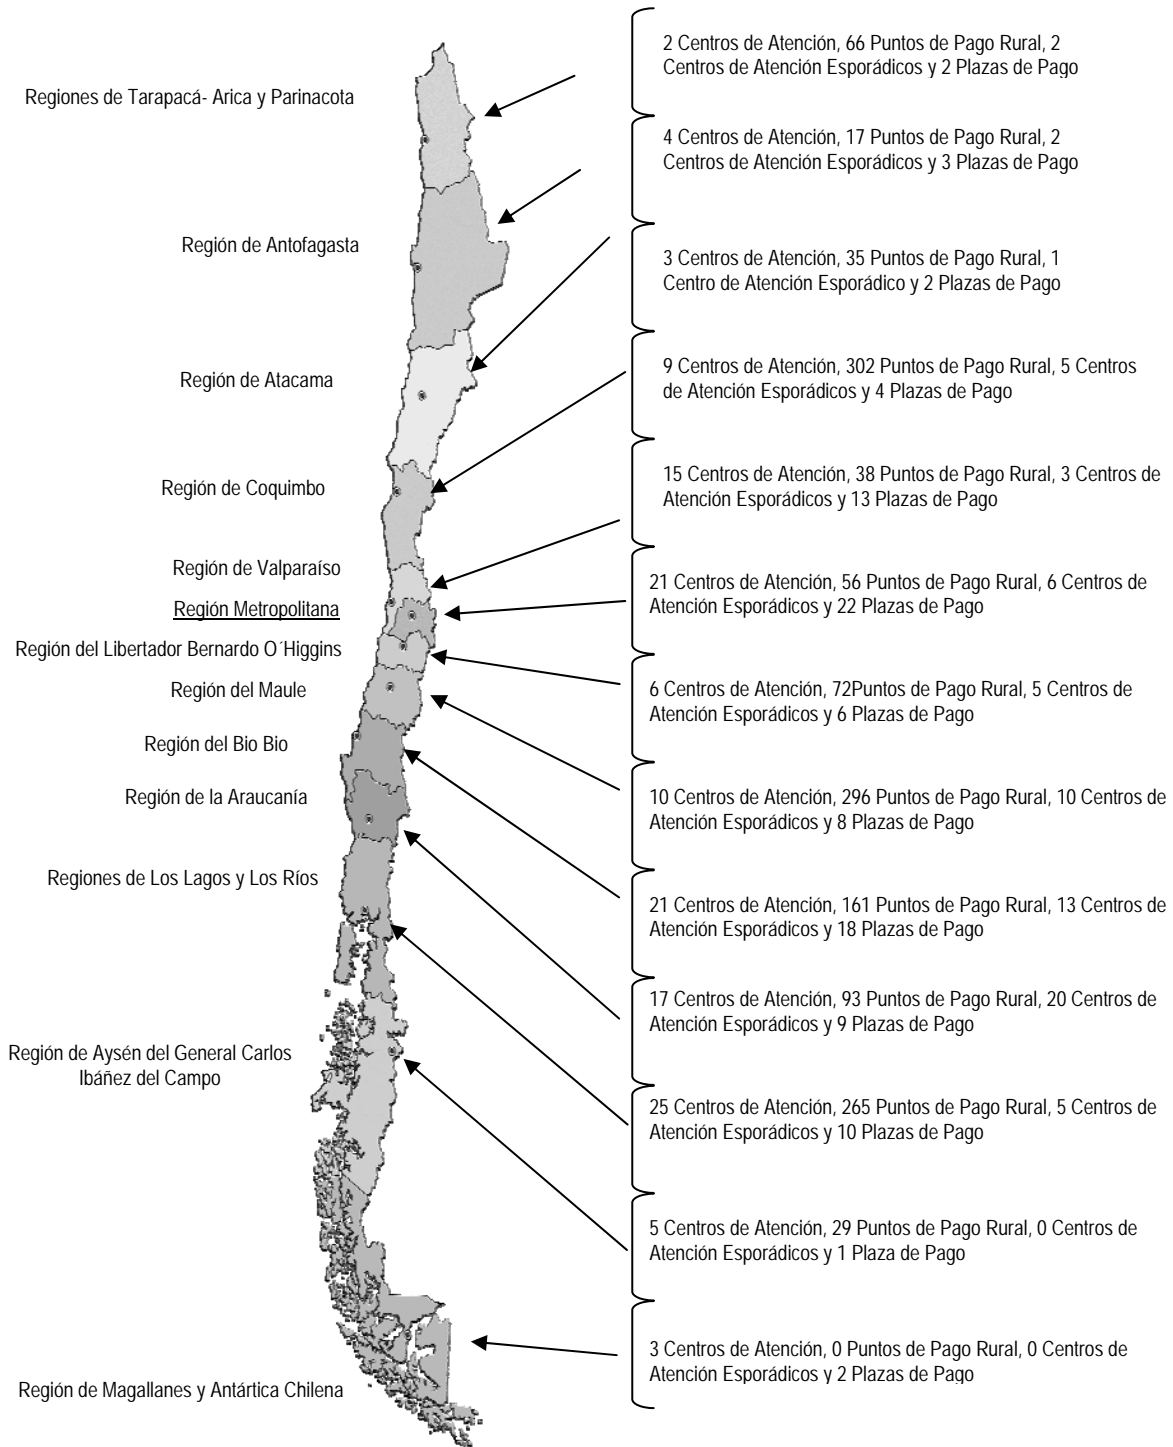 2 Centros de Atención, 66 Puntos de Pago Rural, 2
Centros de Atención Esporádicos y 2 Plazas de Pago
Regiones de Tarapacá- Arica y Parinacota
4 Centros de Atención, 17 Puntos de Pago Rural, 2
Centros de Atención Esporádicos y 3 Plazas de Pago
Región de Antofagasta
3 Centros de Atención, 35 Puntos de Pago Rural, 1
Centro de Atención Esporádico y 2 Plazas de Pago
Región de Atacama
9 Centros de Atención, 302 Puntos de Pago Rural, 5 Centros
de Atención Esporádicos y 4 Plazas de Pago
Región de Coquimbo
15 Centros de Atención, 38 Puntos de Pago Rural, 3 Centros de
Atención Esporádicos y 13 Plazas de Pago
Región de Valparaíso
21 Centros de Atención, 56 Puntos de Pago Rural, 6 Centros de
Atención Esporádicos y 22 Plazas de Pago
Región Metropolitana
Región del Libertador Bernardo O´Higgins
6 Centros de Atención, 72Puntos de Pago Rural, 5 Centros de
Atención Esporádicos y 6 Plazas de Pago
Región del Maule
Región del Bio Bio
10 Centros de Atención, 296 Puntos de Pago Rural, 10 Centros de
Atención Esporádicos y 8 Plazas de Pago
Región de la Araucanía
Regiones de Los Lagos y Los Ríos
21 Centros de Atención, 161 Puntos de Pago Rural, 13 Centros de
Atención Esporádicos y 18 Plazas de Pago
17 Centros de Atención, 93 Puntos de Pago Rural, 20 Centros de
Atención Esporádicos y 9 Plazas de Pago
Región de Aysén del General Carlos
Ibáñez del Campo
25 Centros de Atención, 265 Puntos de Pago Rural, 5 Centros de
Atención Esporádicos y 10 Plazas de Pago
5 Centros de Atención, 29 Puntos de Pago Rural, 0 Centros de
Atención Esporádicos y 1 Plaza de Pago
3 Centros de Atención, 0 Puntos de Pago Rural, 0 Centros de
Atención Esporádicos y 2 Plazas de Pago
Región de Magallanes y Antártica Chilena